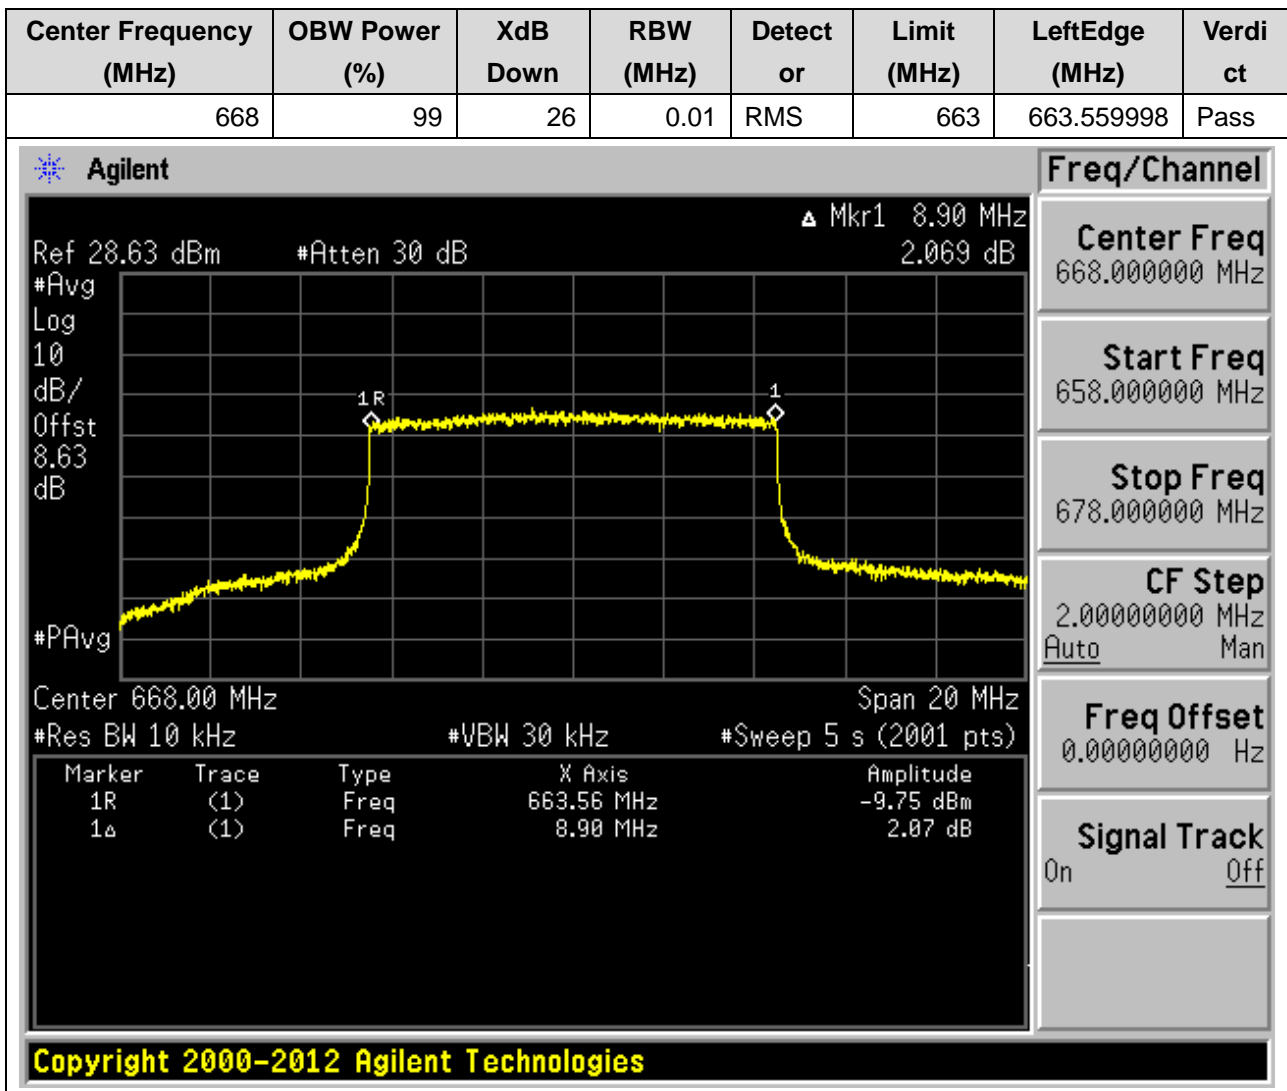 Center Frequency OBW Power XdB RBW Detect Limit LeftEdge Verdi
(MHz) (%) Down (MHz) or (MHz) (MHz) ct
668 99 26 0.01 RMS 663 663.559998 Pass
Agilent Freq/Channel
Δ Mkr1 8.90 MHz
Ref 28.63 dBm #Atten 30 dB 2.069 dB
#Avg
Log
10
dB/
Offst
8.63
dB
1R
1
#PAvg
Center 668.00 MHz Span 20 MHz
#Res BW 10 kHz #VBW 30 kHz #Sweep 5 s (2001 pts)
Marker Trace Type X Axis Amplitude
1R (1) Freq 663.56 MHz -9.75 dBm
1Δ (1) Freq 8.90 MHz 2.07 dB
Center Freq
668.000000 MHz
Start Freq
658.000000 MHz
Stop Freq
678.000000 MHz
CF Step
2.00000000 MHz
Auto Man
Freq Offset
0.00000000 Hz
Signal Track
On Off
Copyright 2000-2012 Agilent Technologies